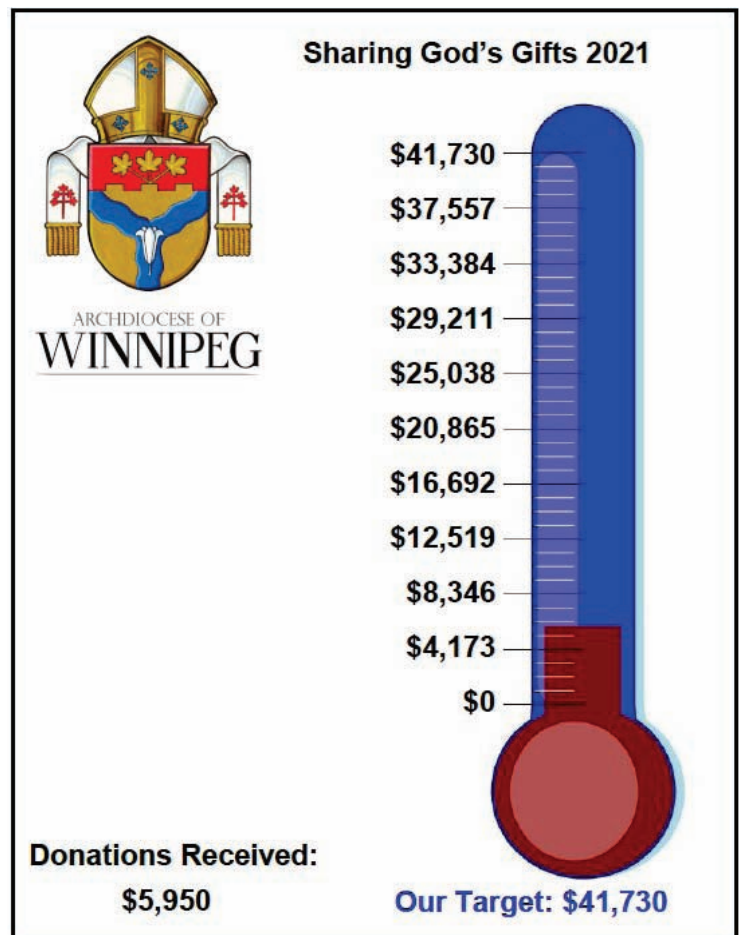 Sharing God's Gifts 2021
ARCHDIOCESE OF
WINNIPEG
$41,730
$37,557
$33,384
$29,211
$25,038
$20,865
$16,692
$12,519
$8,346
$4,173
$0
Donations Received:
$5,950
Our Target: $41,730